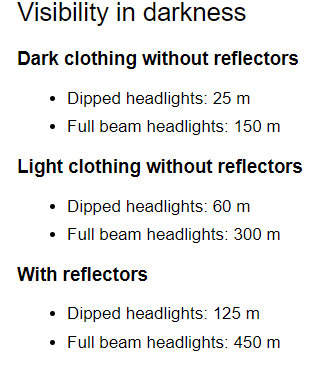 Visibility in darkness
Dark clothing without reflectors
• Dipped headlights: 25 m
• Full beam headlights: 150 m
Light clothing without reflectors
• Dipped headlights: 60 m
• Full beam headlights: 300 m
With reflectors
• Dipped headlights: 125 m
• Full beam headlights: 450 m